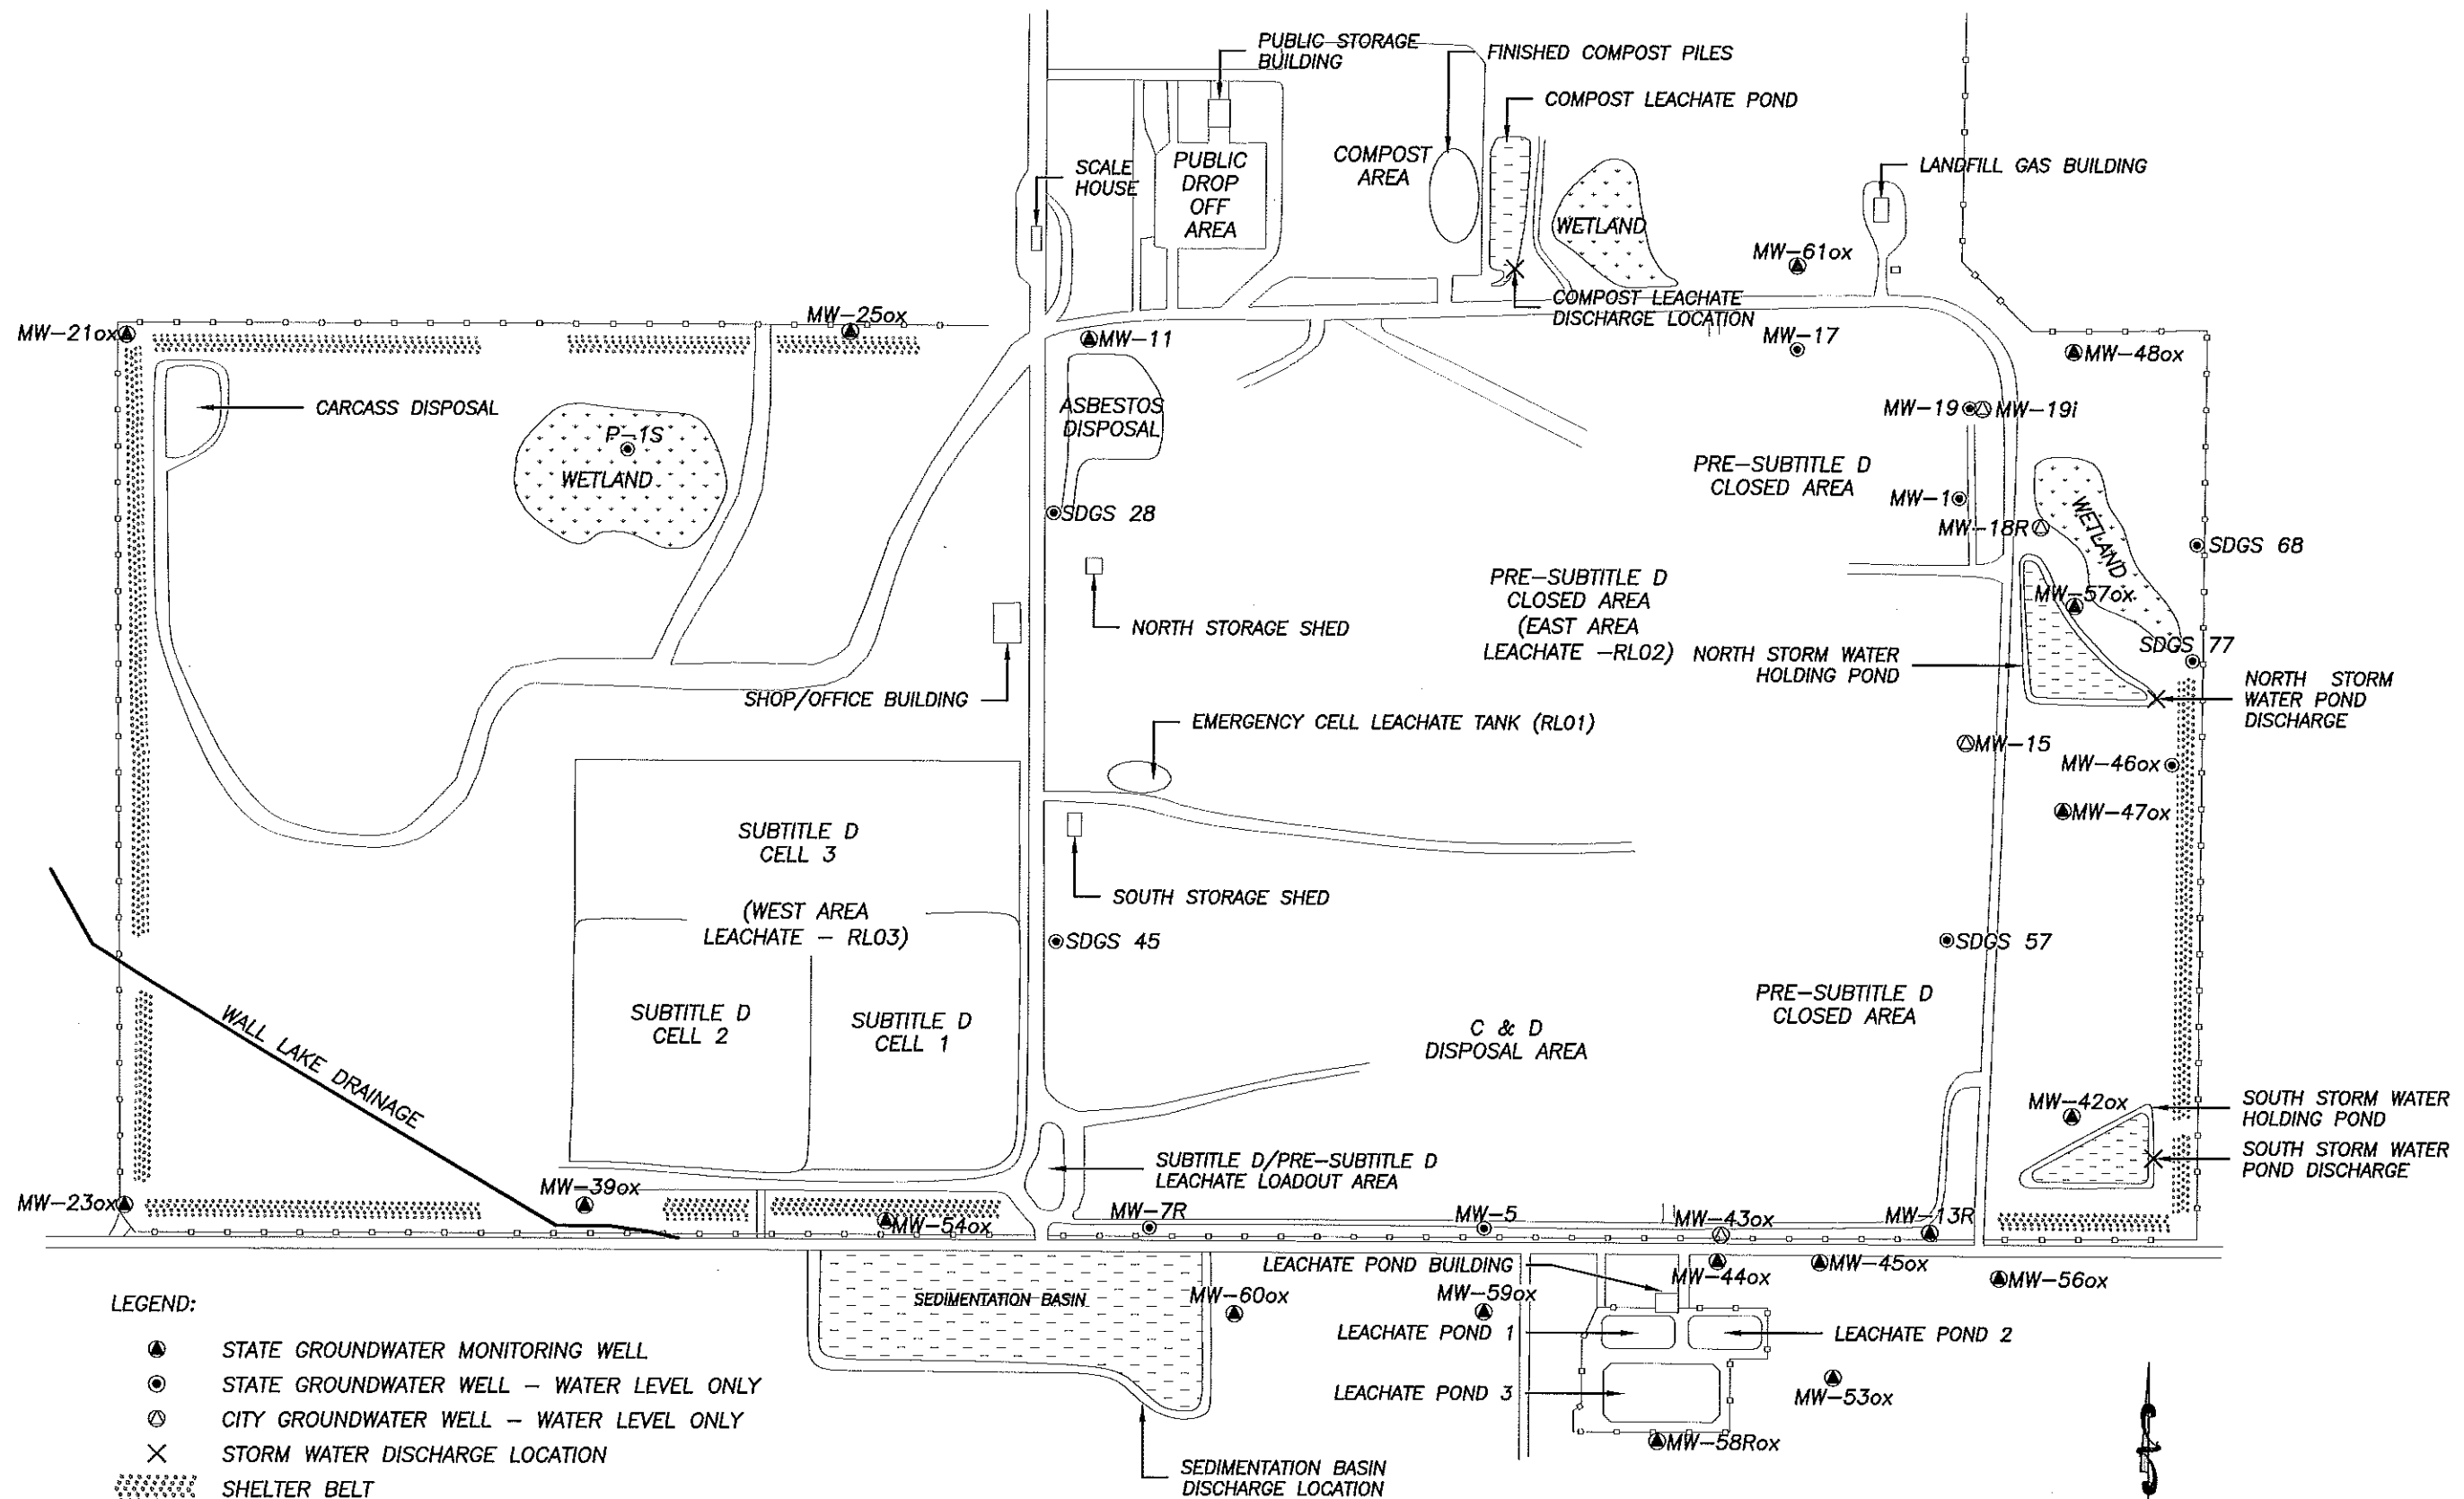 PUBLIC STORAGE
BUILDING
FINISHED COMPOST PILES
COMPOST LEACHATE POND
SCALE
HOUSE
PUBLIC
DROP
OFF
AREA
COMPOST
AREA
LANDFILL GAS BUILDING
WETLAND
MW-61ox
COMPOST LEACHATE
DISCHARGE LOCATION
MW-21ox
MW-25ox
MW-11
MW-17
MW-48ox
CARCASS DISPOSAL
ASBESTOS
DISPOSAL
MW-19
MW-19i
P-1S
WETLAND
PRE-SUBTITLE D
CLOSED AREA
MW-1
MW-18R
WETLAND
SDGS 28
SDGS 68
PRE-SUBTITLE D
CLOSED AREA
(EAST AREA
LEACHATE -RL02)
MW-57ox
NORTH STORAGE SHED
SDGS 77
NORTH STORM WATER
HOLDING POND
NORTH STORM
WATER POND
DISCHARGE
SHOP/OFFICE BUILDING
EMERGENCY CELL LEACHATE TANK (RL01)
MW-15
MW-46ox
MW-47ox
SUBTITLE D
CELL 3
SOUTH STORAGE SHED
(WEST AREA
LEACHATE - RL03)
SDGS 45
SDGS 57
SUBTITLE D
CELL 2
SUBTITLE D
CELL 1
PRE-SUBTITLE D
CLOSED AREA
C & D
DISPOSAL AREA
WALL LAKE DRAINAGE
MW-42ox
SOUTH STORM WATER
HOLDING POND
SOUTH STORM WATER
POND DISCHARGE
SUBTITLE D/PRE-SUBTITLE D
LEACHATE LOADOUT AREA
MW-23ox
MW-39ox
MW-54ox
MW-7R
MW-5
MW-43ox
MW-13R
LEACHATE POND BUILDING
MW-44ox
MW-45ox
MW-56ox
SEDIMENTATION BASIN
MW-60ox
MW-59ox
LEACHATE POND 1
LEACHATE POND 2
LEACHATE POND 3
MW-53ox
MW-58Rox
SEDIMENTATION BASIN
DISCHARGE LOCATION
LEGEND:
STATE GROUNDWATER MONITORING WELL
STATE GROUNDWATER WELL - WATER LEVEL ONLY
CITY GROUNDWATER WELL - WATER LEVEL ONLY
STORM WATER DISCHARGE LOCATION
SHELTER BELT